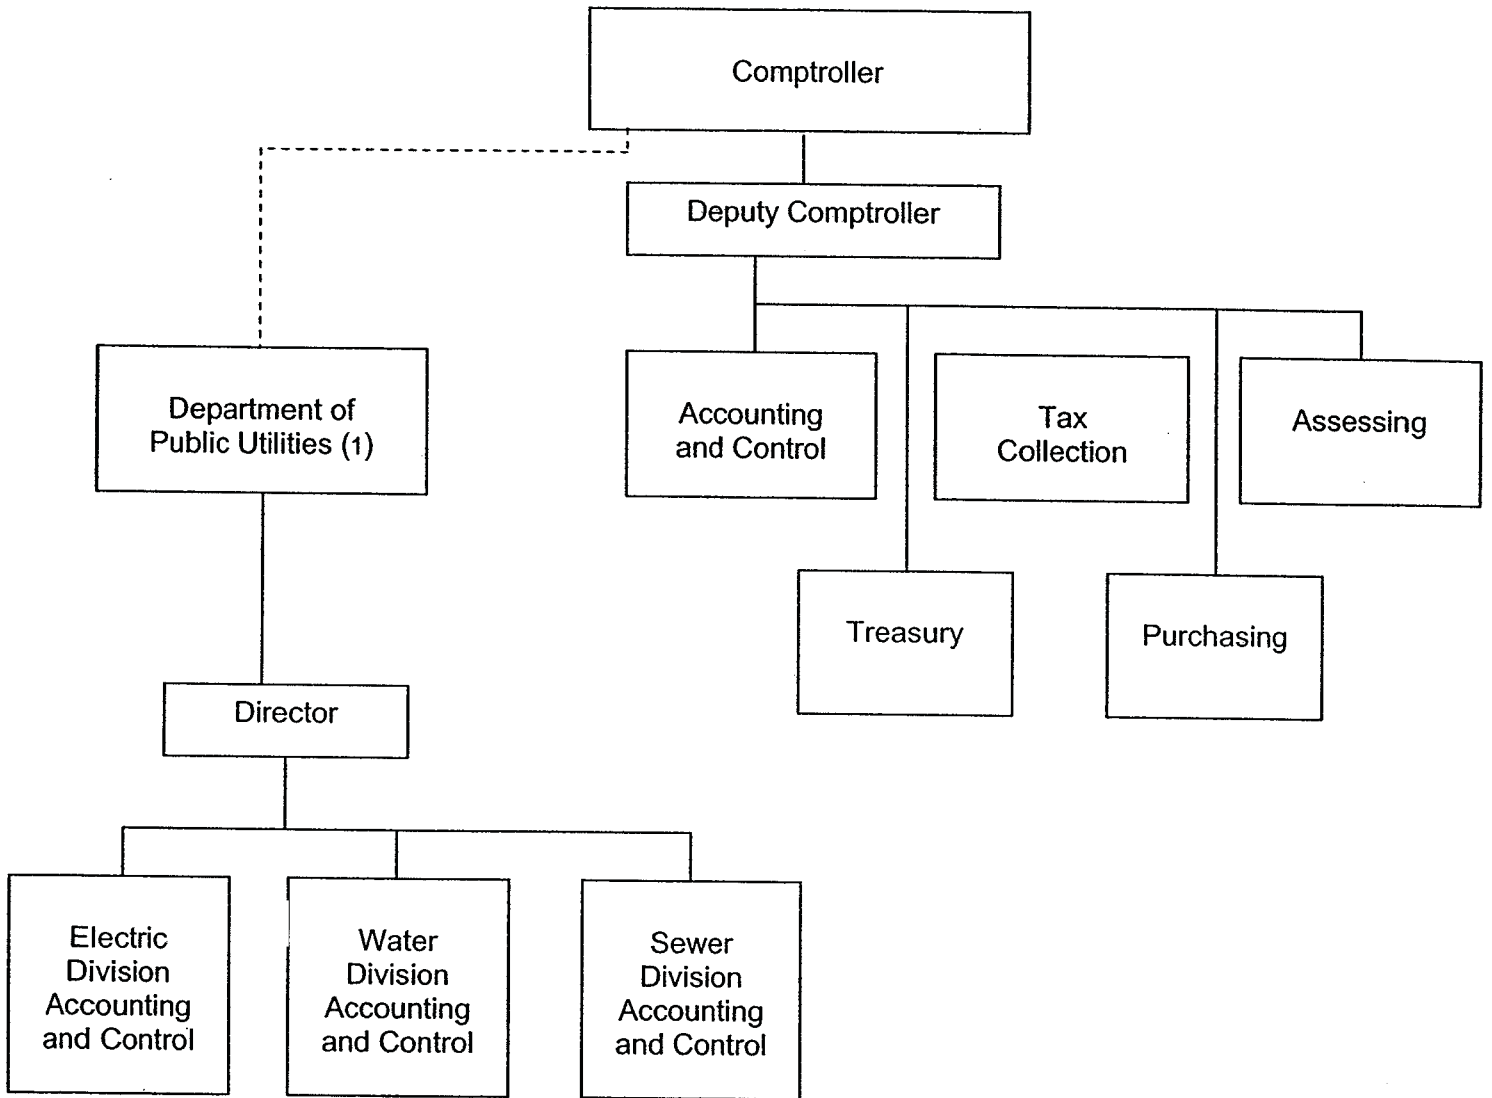 Comptroller
Deputy Comptroller
Department of
Public Utilities (1)
Accounting
and Control
Tax
Collection
Assessing
Treasury
Purchasing
Director
Electric
Division
Accounting
and Control
Water
Division
Accounting
and Control
Sewer
Division
Accounting
and Control